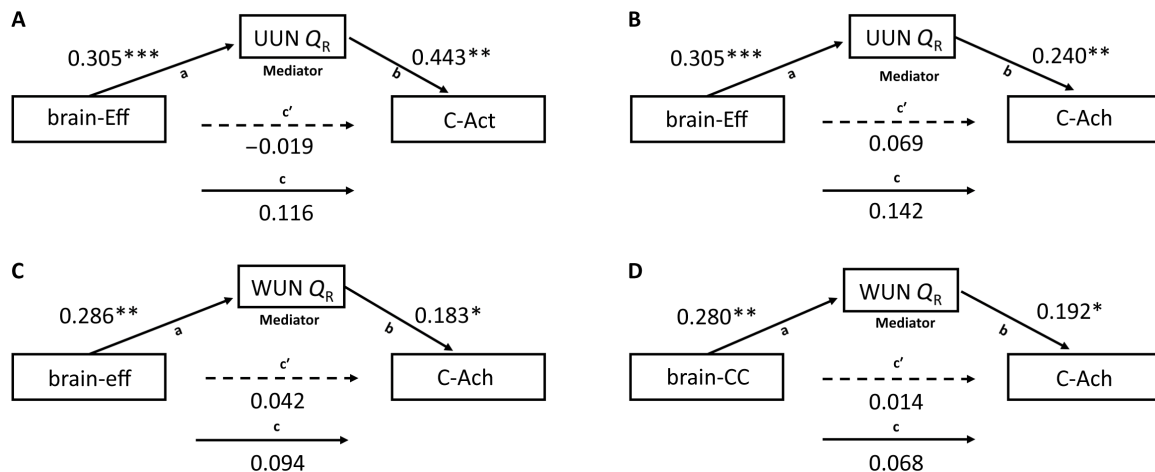 A
UUN QR
Mediator
0.305***
a
0.443**
b
brain-Eff
C-Act
c′
−0.019
c
0.116
B
UUN QR
Mediator
0.305***
a
0.240**
b
brain-Eff
C-Ach
c′
0.069
c
0.142
C
WUN QR
Mediator
0.286**
a
0.183*
b
brain-eff
C-Ach
c′
0.042
c
0.094
D
WUN QR
Mediator
0.280**
a
0.192*
b
brain-CC
C-Ach
c′
0.014
c
0.068